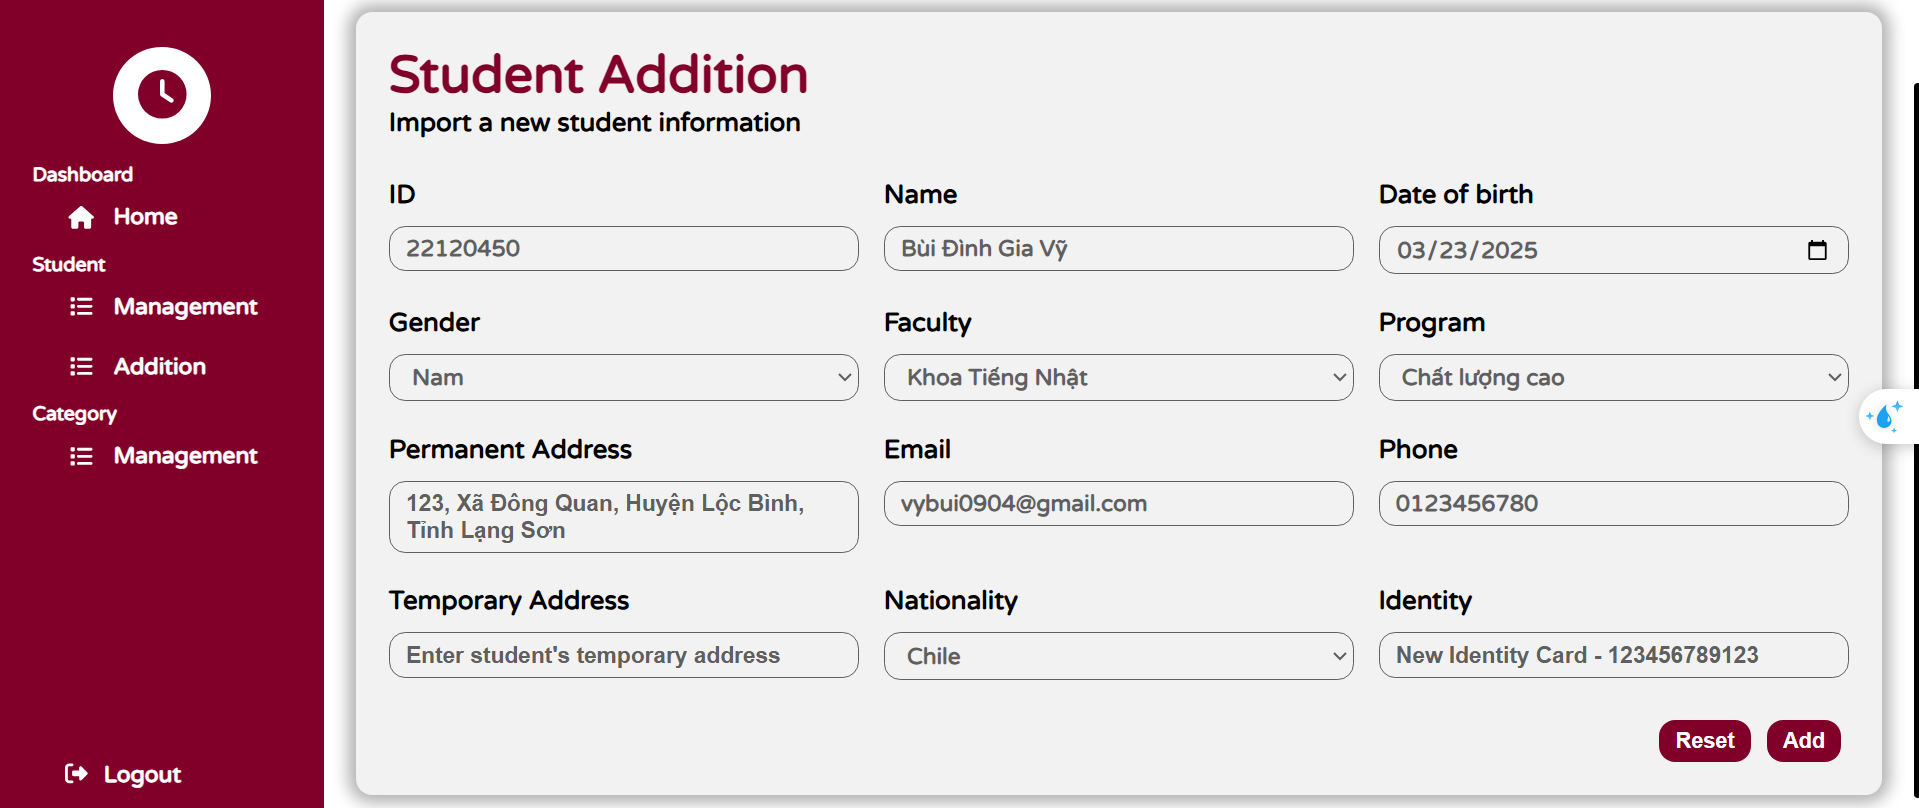 Dashboard
Home
Student
Management
Addition
Category
Management
Logout
Student Addition
Import a new student information
ID
22120450
Name
Bùi Đình Gia Vỹ
Date of birth
03/23/2025
Gender
Nam
Faculty
Khoa Tiếng Nhật
Program
Chất lượng cao
Permanent Address
123, Xã Đông Quan, Huyện Lộc Bình,
Tỉnh Lạng Sơn
Email
vybui0904@gmail.com
Phone
0123456780
Temporary Address
Enter student's temporary address
Nationality
Chile
Identity
New Identity Card - 123456789123
Reset
Add